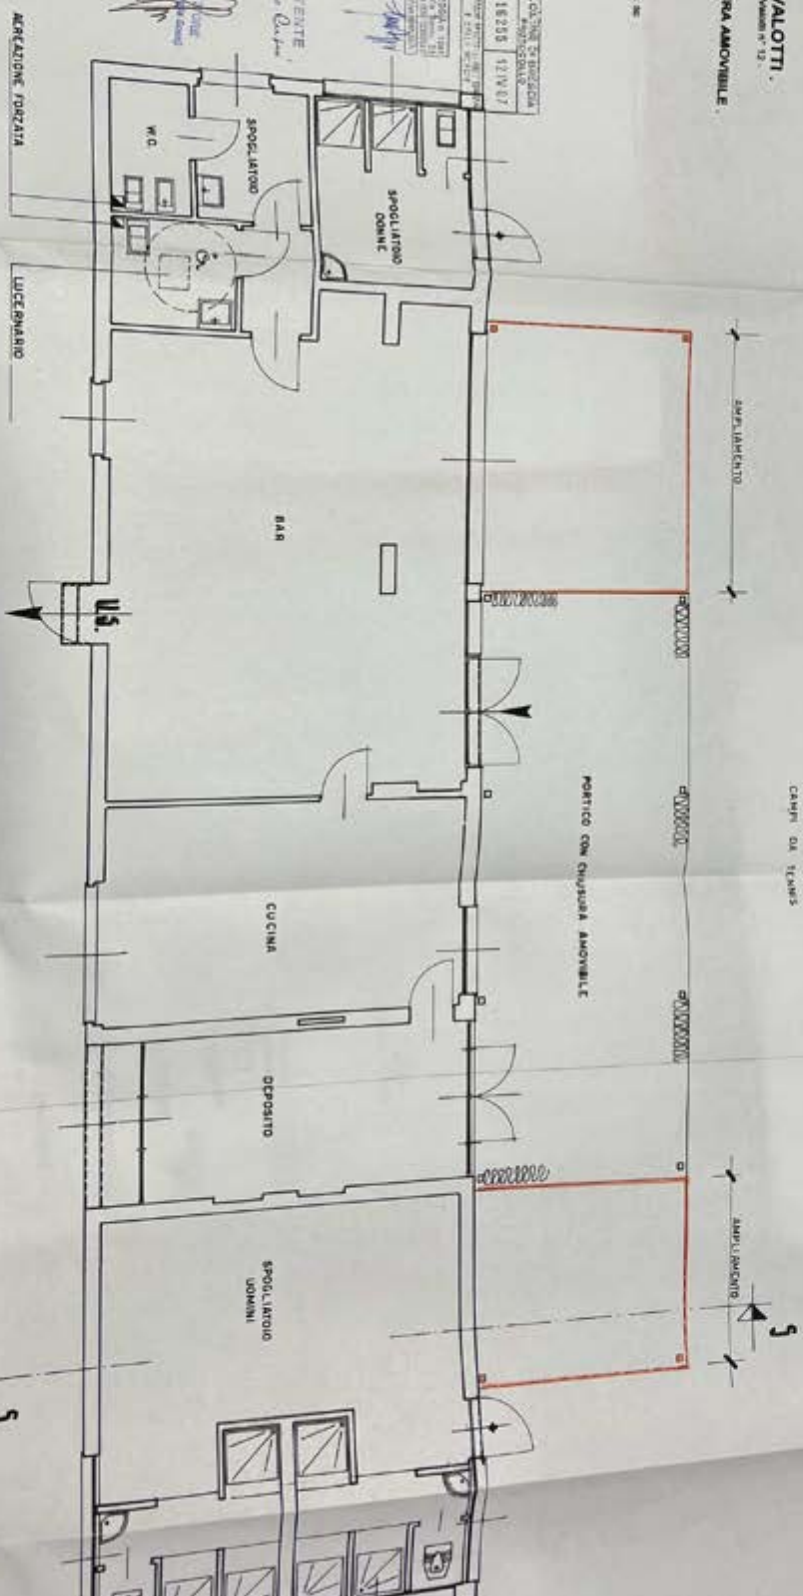 VALOTTI .
RA AMOVIBILE .
16255 12 IV 07
CAMPI DA TENNIS
AMPLIAMENTO
AMPLIAMENTO
S
PORTICO CON CHIUSURA AMOVIBILE
SPOGLIATOIO
DONNE
SPOGLIATOIO
W.C.
BAR
CUCINA
DEPOSITO
SPOGLIATOIO
UOMINI
U.S.
S
AEREAZIONE FORZATA
LUCERNARIO